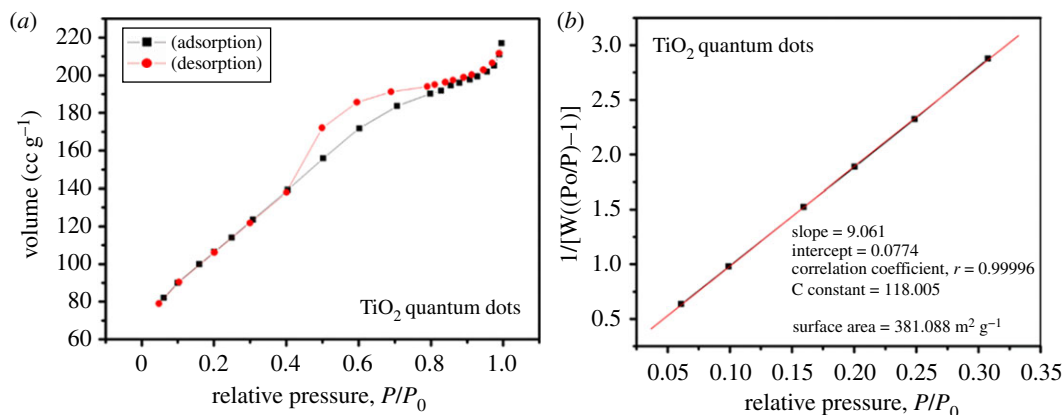 (a)
220
200
180
160
140
120
100
80
60
volume (cc g⁻¹)
(adsorption)
(desorption)
TiO₂ quantum dots
0
0.2
0.4
0.6
0.8
1.0
relative pressure, P/P₀
(b)
3.0
2.5
2.0
1.5
1.0
0.5
1/[W((Po/P)−1)]
TiO₂ quantum dots
slope = 9.061
intercept = 0.0774
correlation coefficient, r = 0.99996
C constant = 118.005
surface area = 381.088 m² g⁻¹
0.05
0.10
0.15
0.20
0.25
0.30
0.35
relative pressure, P/P₀